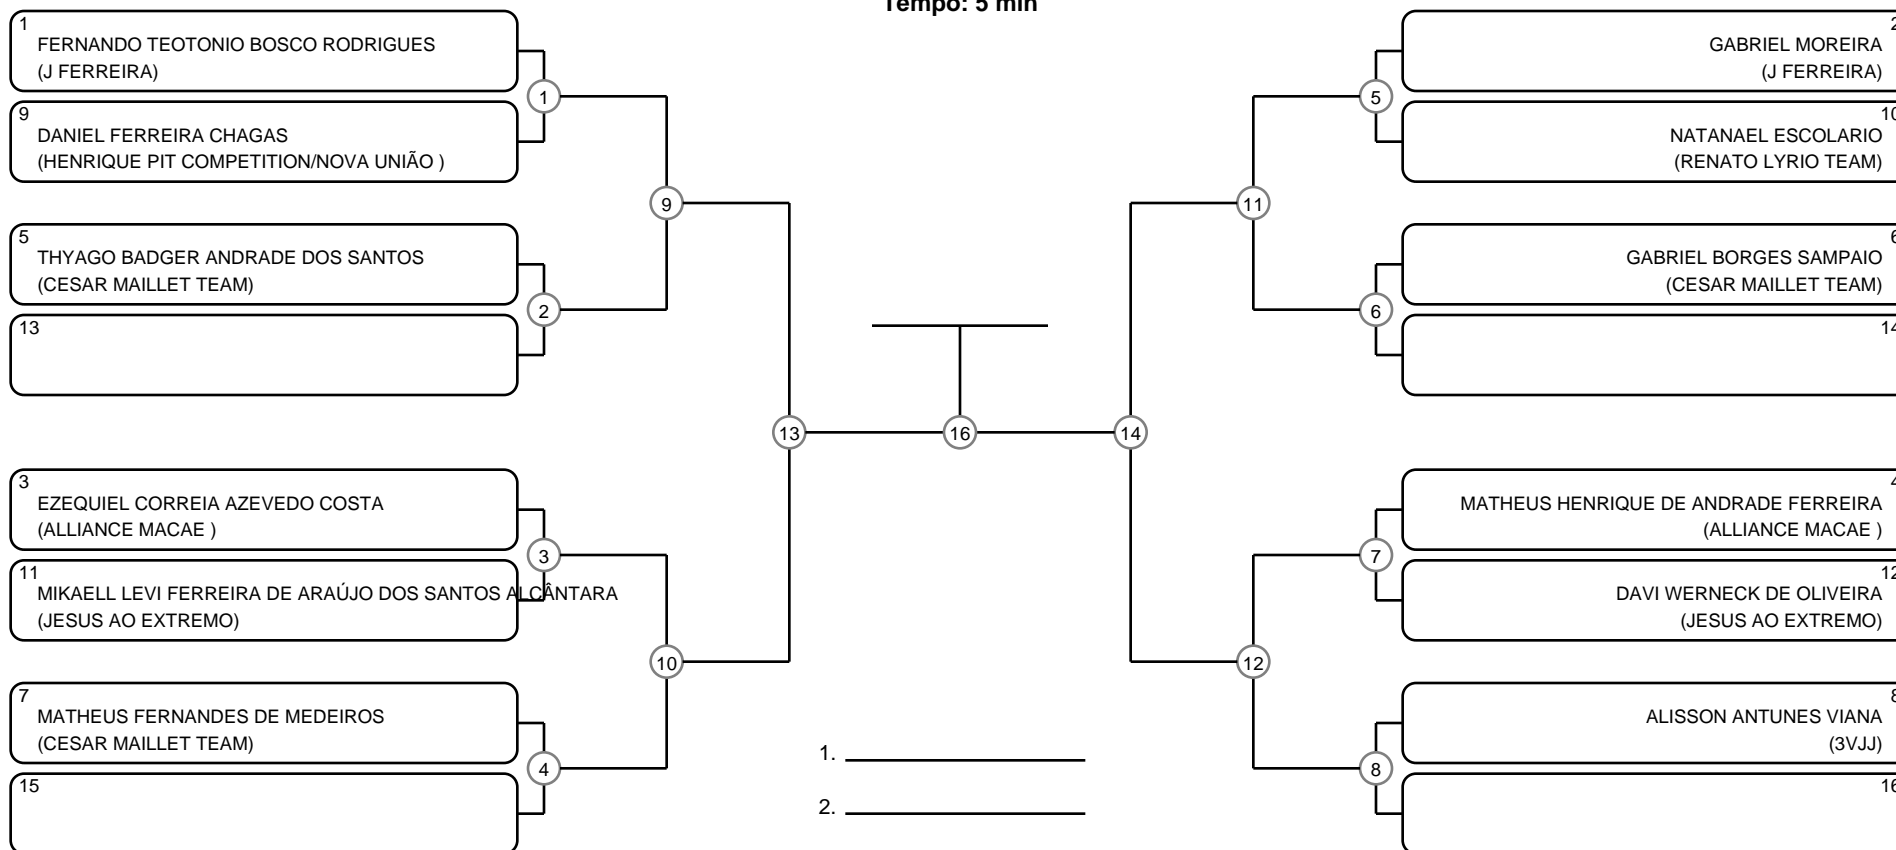 Tempo: 5 min
1
FERNANDO TEOTONIO BOSCO RODRIGUES
(J FERREIRA)
1
9
DANIEL FERREIRA CHAGAS
(HENRIQUE PIT COMPETITION/NOVA UNIÃO )
9
5
THYAGO BADGER ANDRADE DOS SANTOS
(CESAR MAILLET TEAM)
2
13
13
3
EZEQUIEL CORREIA AZEVEDO COSTA
(ALLIANCE MACAE )
3
11
MIKAELL LEVI FERREIRA DE ARAÚJO DOS SANTOS ALCÂNTARA
(JESUS AO EXTREMO)
10
7
MATHEUS FERNANDES DE MEDEIROS
(CESAR MAILLET TEAM)
4
15
16
1.
2.
2
GABRIEL MOREIRA
(J FERREIRA)
5
10
NATANAEL ESCOLARIO
(RENATO LYRIO TEAM)
11
6
GABRIEL BORGES SAMPAIO
(CESAR MAILLET TEAM)
6
14
14
4
MATHEUS HENRIQUE DE ANDRADE FERREIRA
(ALLIANCE MACAE )
7
12
DAVI WERNECK DE OLIVEIRA
(JESUS AO EXTREMO)
12
8
ALISSON ANTUNES VIANA
(3VJJ)
8
16